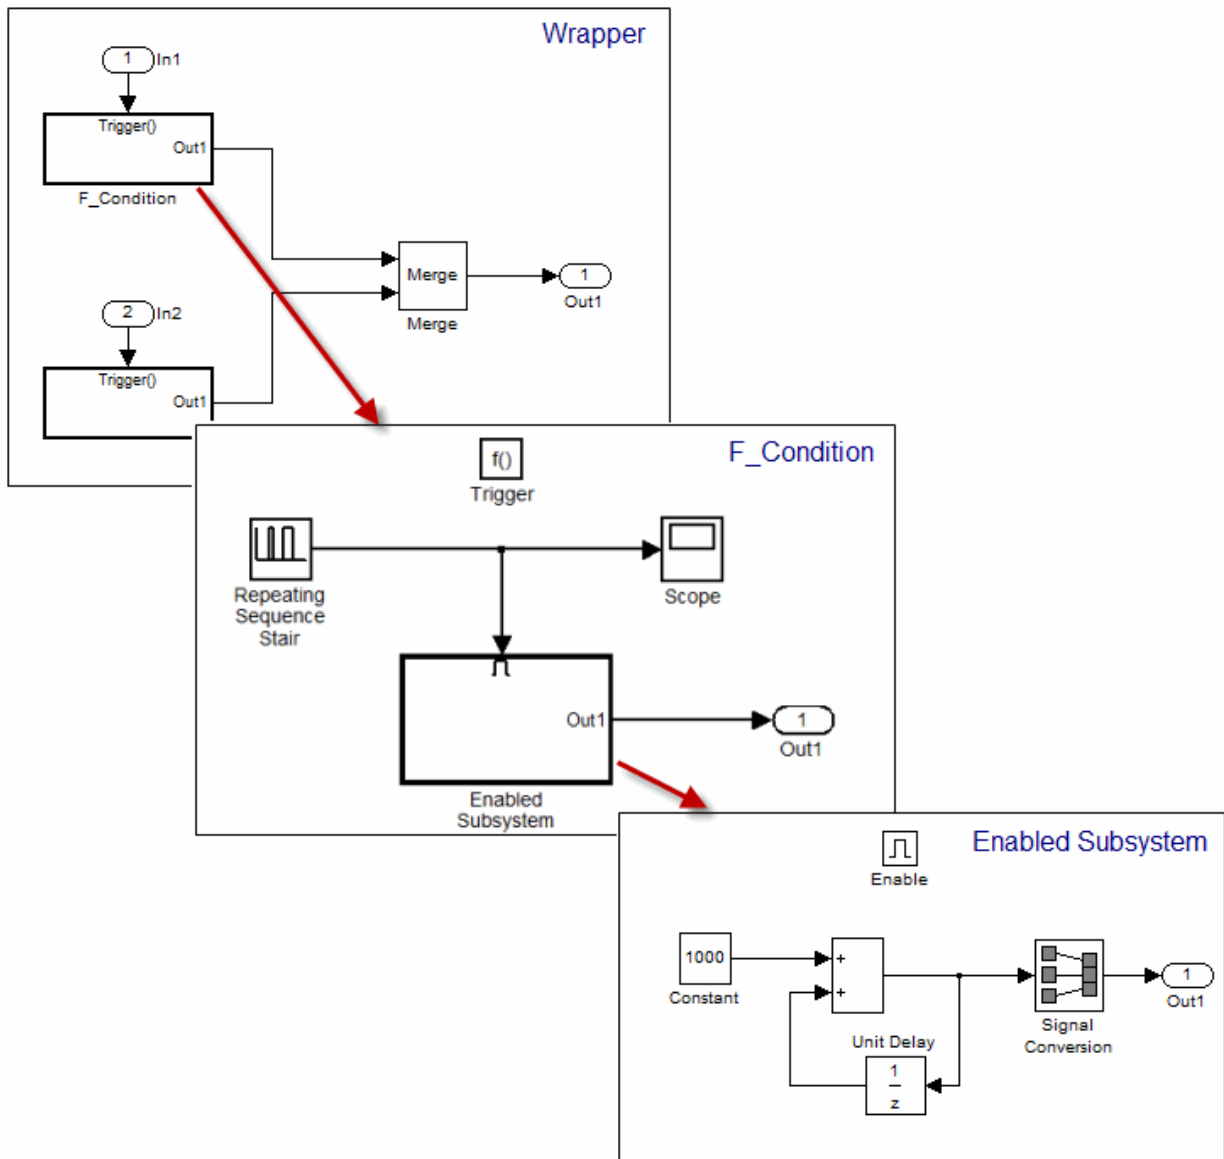 Wrapper
1
In1
Trigger()
Out1
F_Condition
Merge
Merge
1
Out1
2
In2
Trigger()
Out1
F_Condition
f()
Trigger
Repeating
Sequence
Stair
Scope
Out1
Enabled
Subsystem
1
Out1
Enabled Subsystem
Enable
1000
Constant
+
+
Unit Delay
1
z
Signal
Conversion
1
Out1